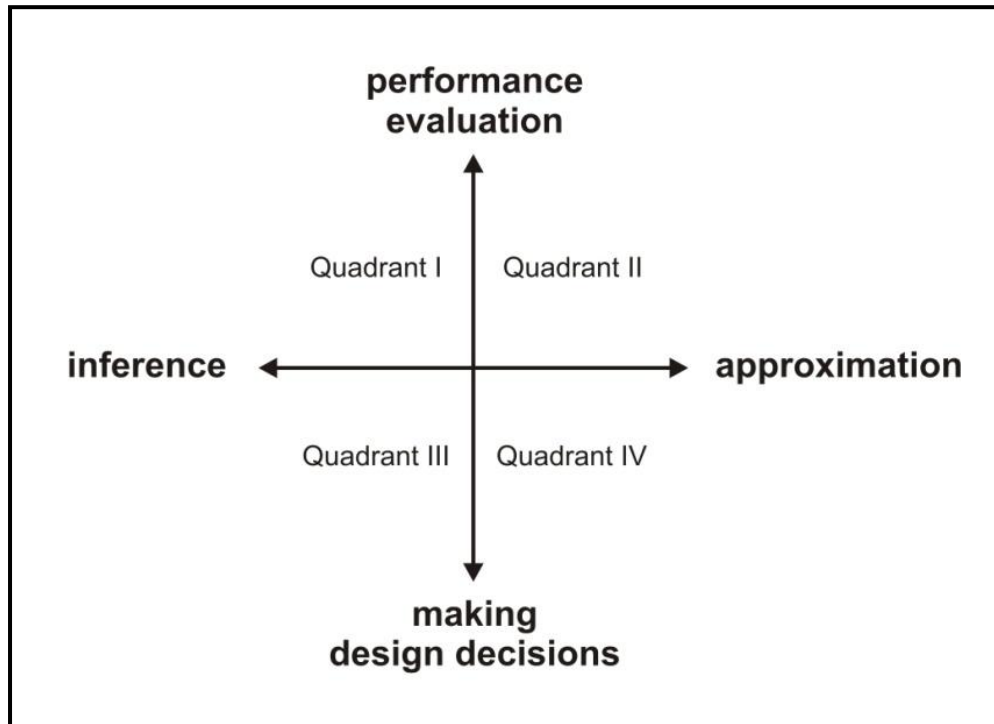 performance
evaluation
Quadrant I
Quadrant II
inference
approximation
Quadrant III
Quadrant IV
making
design decisions